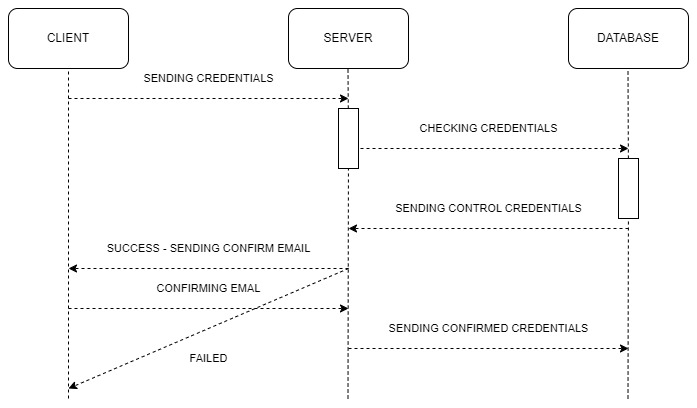 CLIENT
SERVER
DATABASE
SENDING CREDENTIALS
CHECKING CREDENTIALS
SENDING CONTROL CREDENTIALS
SUCCESS - SENDING CONFIRM EMAIL
CONFIRMING EMAL
SENDING CONFIRMED CREDENTIALS
FAILED